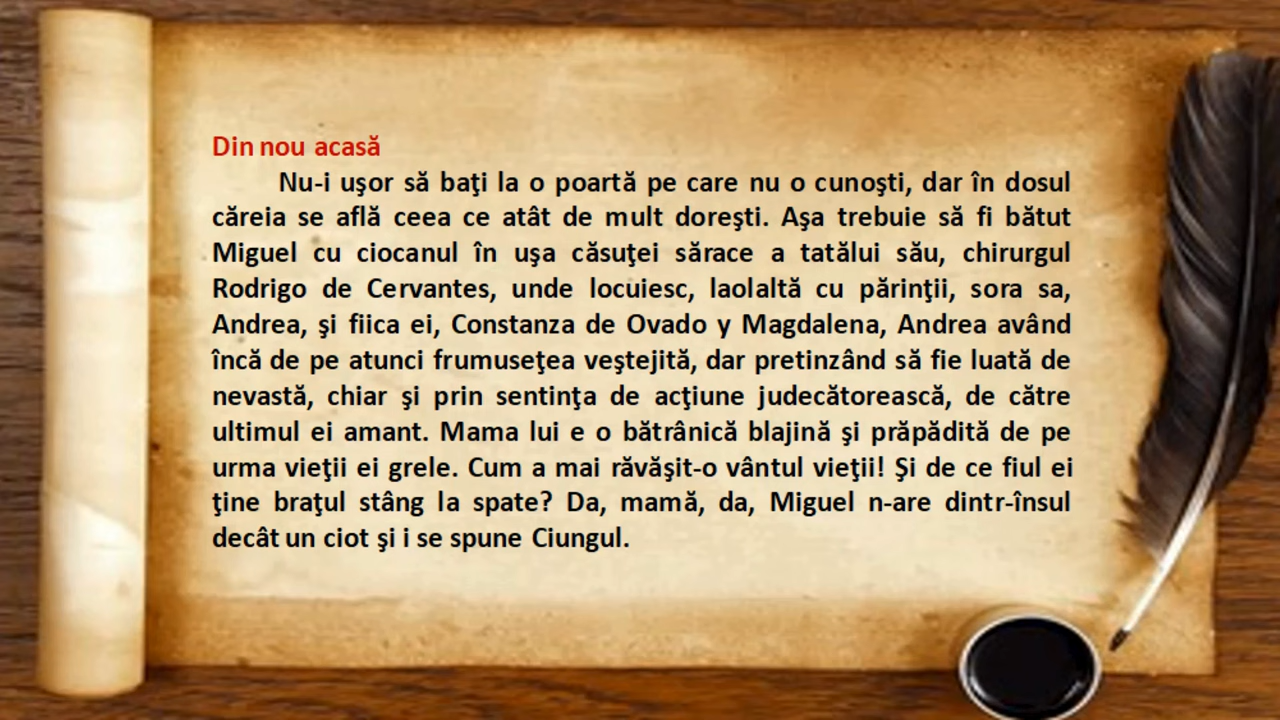 Din nou acasă
Nu-i uşor să baţi la o poartă pe care nu o cunoşti, dar în dosul
căreia se află ceea ce atât de mult doreşti. Aşa trebuie să fi bătut
Miguel cu ciocanul în uşa căsuţei sărace a tatălui său, chirurgul
Rodrigo de Cervantes, unde locuiesc, laolaltă cu părinţii, sora sa,
Andrea, şi fiica ei, Constanza de Ovado y Magdalena, Andrea având
încă de pe atunci frumuseţea veştejită, dar pretinzând să fie luată de
nevastă, chiar şi prin sentinţa de acţiune judecătorească, de către
ultimul ei amant. Mama lui e o bătrânică blajină şi prăpădită de pe
urma vieţii ei grele. Cum a mai răvăşit-o vântul vieţii! Şi de ce fiul ei
ţine braţul stâng la spate? Da, mamă, da, Miguel n-are dintr-însul
decât un ciot şi i se spune Ciungul.